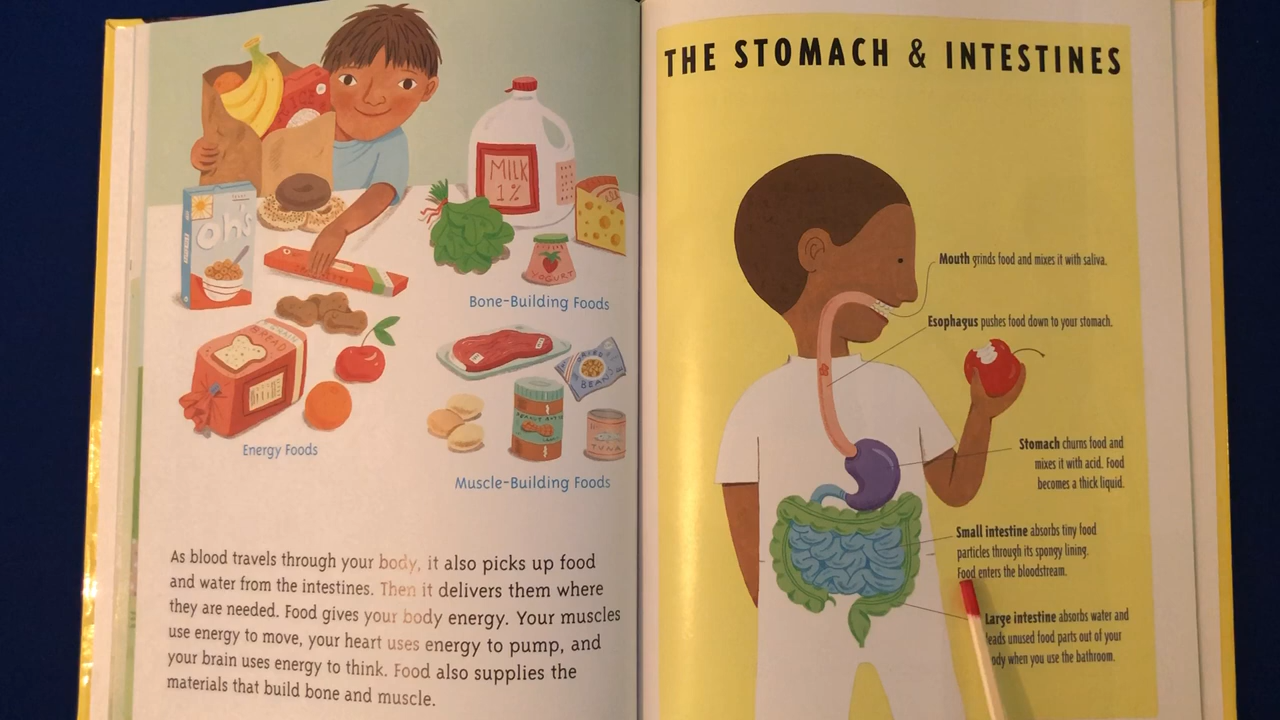 MILK
1%
Oh's
YOGURT
Bone-Building Foods
BEANS
TUNA
Energy Foods
Muscle-Building Foods
As blood travels through your body, it also picks up food
and water from the intestines. Then it delivers them where
they are needed. Food gives your body energy. Your muscles
use energy to move, your heart uses energy to pump, and
your brain uses energy to think. Food also supplies the
materials that build bone and muscle.
THE STOMACH & INTESTINES
Mouth grinds food and mixes it with saliva.
Esophagus pushes food down to your stomach.
Stomach churns food and
mixes it with acid. Food
becomes a thick liquid.
Small intestine absorbs tiny food
particles through its spongy lining.
Food enters the bloodstream.
Large intestine absorbs water and
leads unused food parts out of your
body when you use the bathroom.